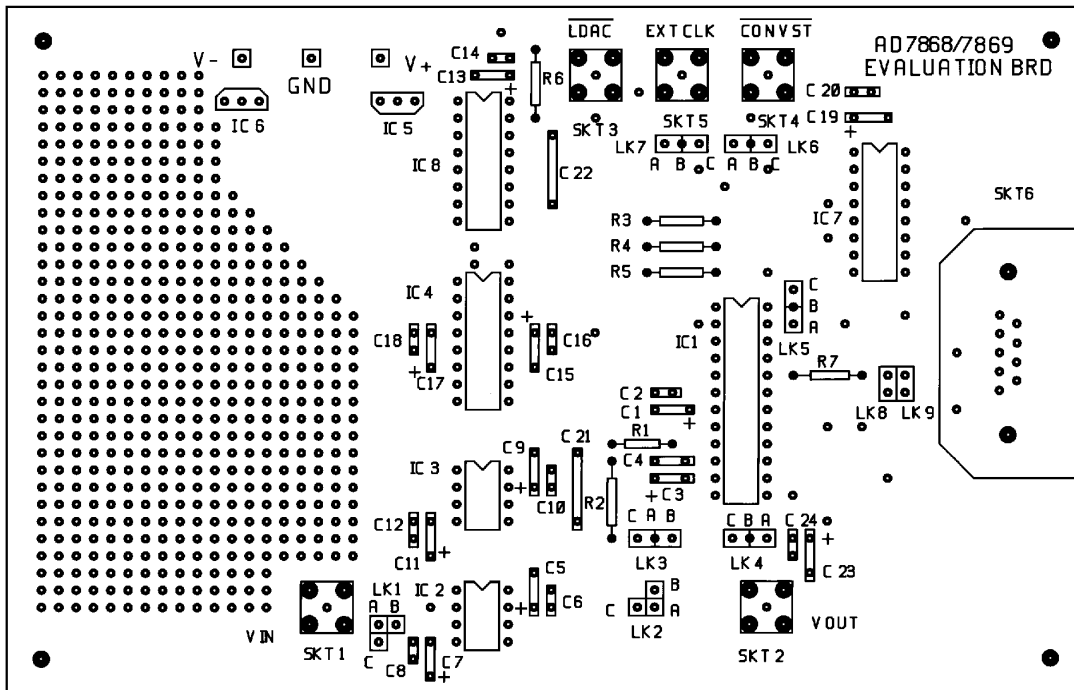 LDAC EXTCLK CONVST
AD7868/7869
EVALUATION BRD
V- GND V+
C14
C13
+
R6
IC6 IC5
SKT3 SKT5 SKT4
C20
C19
+
LK7 A B C
A B C LK6
IC8
C22
IC7
SKT6
R3
R4
R5
IC4
C18
+
C17
+
C16
C15
IC1
C
B
A
LK5
R7
LK8 LK9
C2
C1
+
R1
C4
C3
+
R2
C9
+
C10
C21
IC3
C12
C11
+
C A B
LK3
C B A
LK4
C24
+
C23
C5
+
C6
IC2
LK1
A B
C
B
C A
LK2
VIN
SKT1
C8
C7
+
SKT2
VOUT